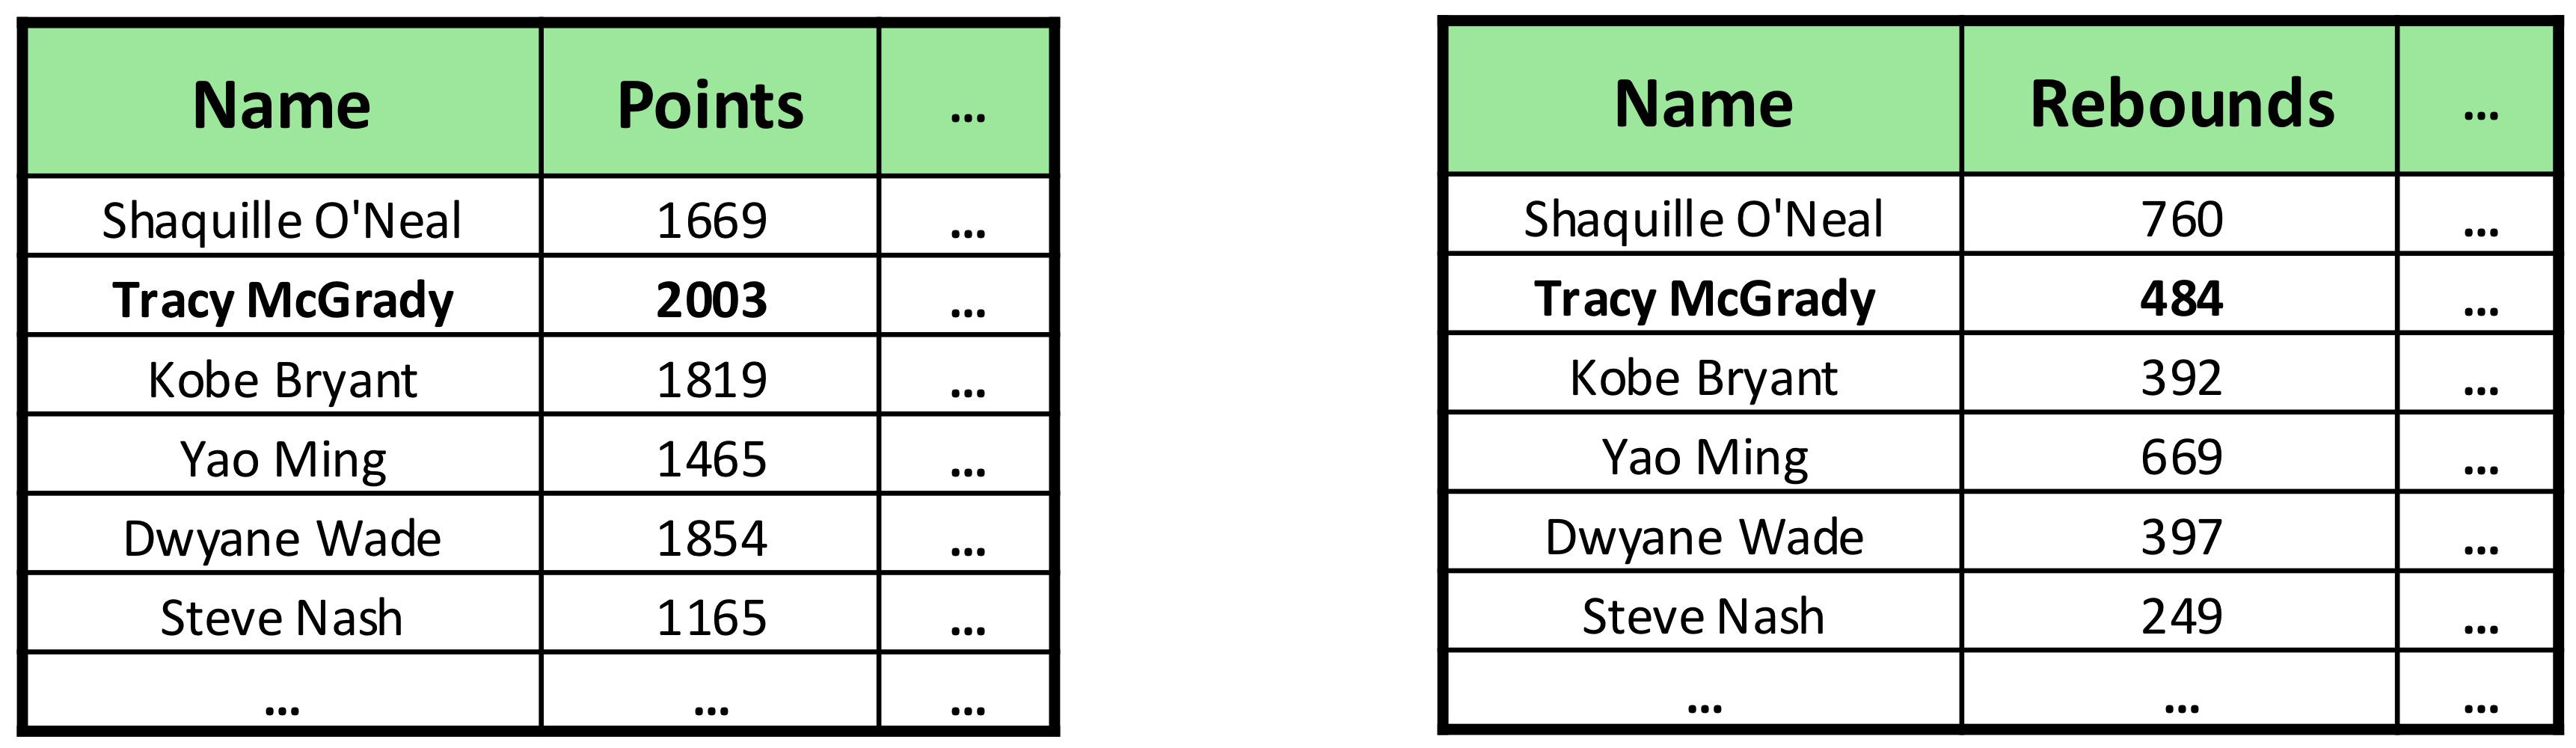 Name Points ...
Shaquille O'Neal 1669 ...
Tracy McGrady 2003 ...
Kobe Bryant 1819 ...
Yao Ming 1465 ...
Dwyane Wade 1854 ...
Steve Nash 1165 ...
... ... ...
Name Rebounds ...
Shaquille O'Neal 760 ...
Tracy McGrady 484 ...
Kobe Bryant 392 ...
Yao Ming 669 ...
Dwyane Wade 397 ...
Steve Nash 249 ...
... ... ...